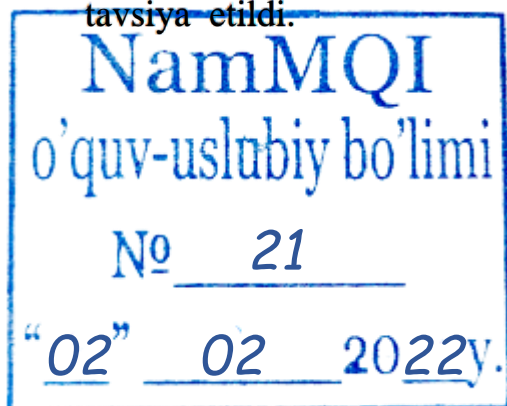 tavsiya etildi.
NamMQI
o'quv-uslubiy bo'limi
№ 21
"02" 02 2022y.